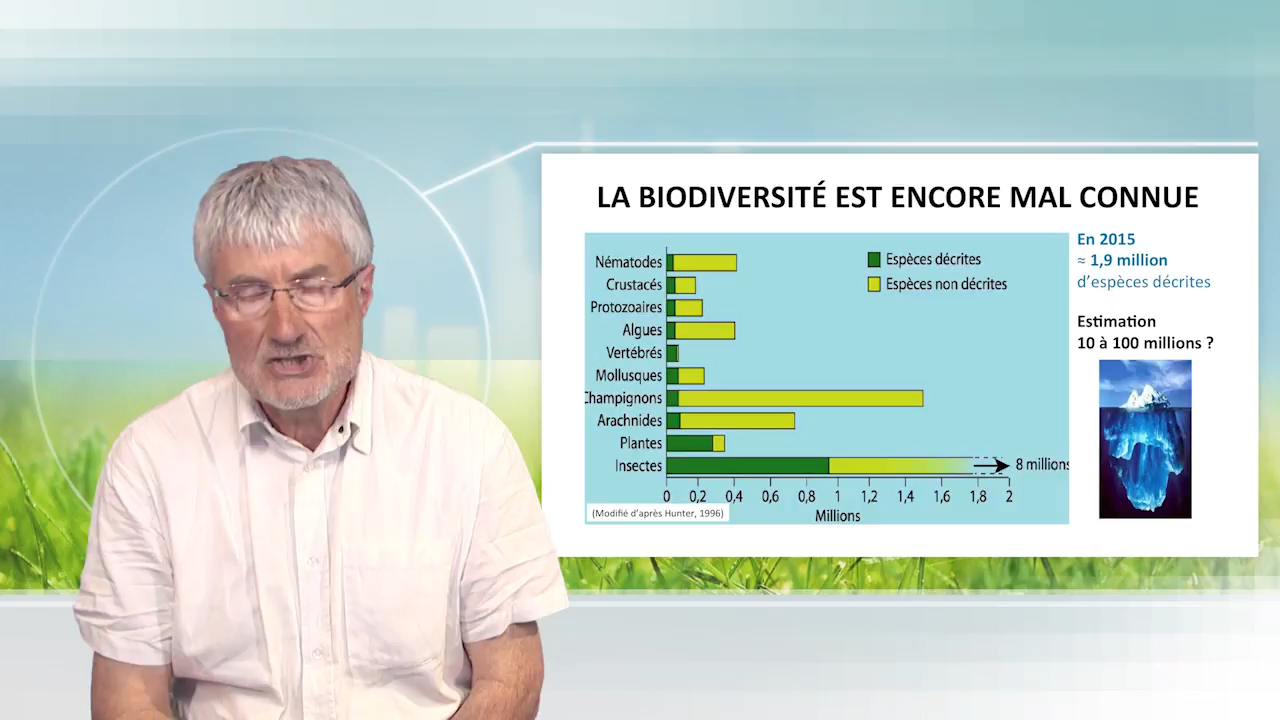 LA BIODIVERSITÉ EST ENCORE MAL CONNUE
Nématodes
Crustacés
Protozoaires
Algues
Vertébrés
Mollusques
Champignons
Arachnides
Plantes
Insectes
Espèces décrites
Espèces non décrites
8 millions
0 0,2 0,4 0,6 0,8 1 1,2 1,4 1,6 1,8 2
Millions
(Modifié d'après Hunter, 1996)
En 2015
≈ 1,9 million
d'espèces décrites
Estimation
10 à 100 millions ?